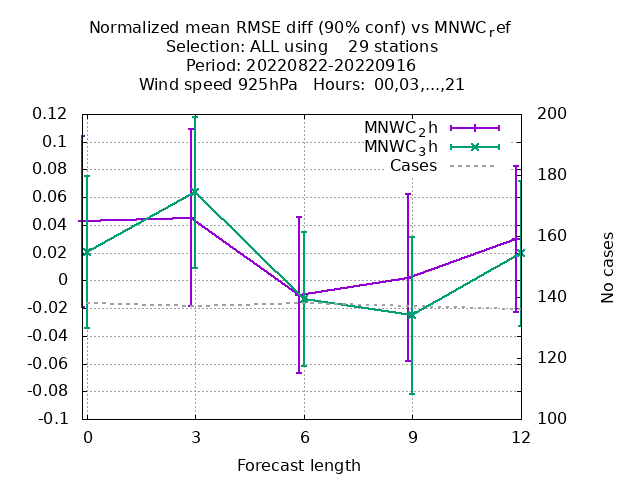 Normalized mean RMSE diff (90% conf) vs MNWC_ref
Selection: ALL using    29 stations
Period: 20220822-20220916
Wind speed 925hPa   Hours: 00,03,...,21
MNWC_2h
MNWC_3h
Cases
0.12
0.1
0.08
0.06
0.04
0.02
0
-0.02
-0.04
-0.06
-0.08
-0.1
200
180
160
140
120
100
No cases
0 3 6 9 12
Forecast length